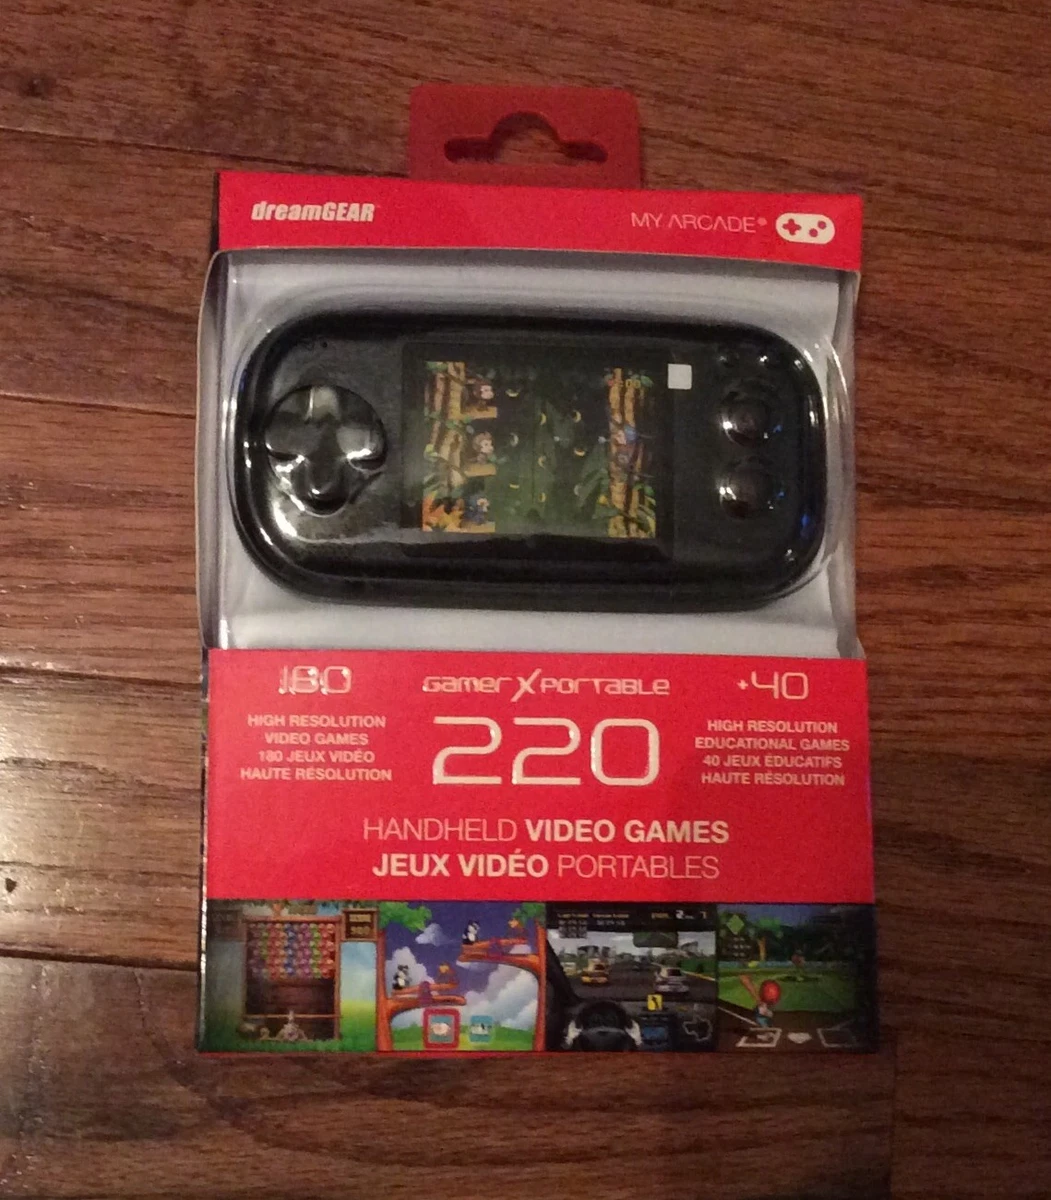 dreamGEAR
MY ARCADE®
180
HIGH RESOLUTION
VIDEO GAMES
180 JEUX VIDÉO
HAUTE RÉSOLUTION
GAMER X PORTABLE
220
+40
HIGH RESOLUTION
EDUCATIONAL GAMES
40 JEUX ÉDUCATIFS
HAUTE RÉSOLUTION
HANDHELD VIDEO GAMES
JEUX VIDÉO PORTABLES